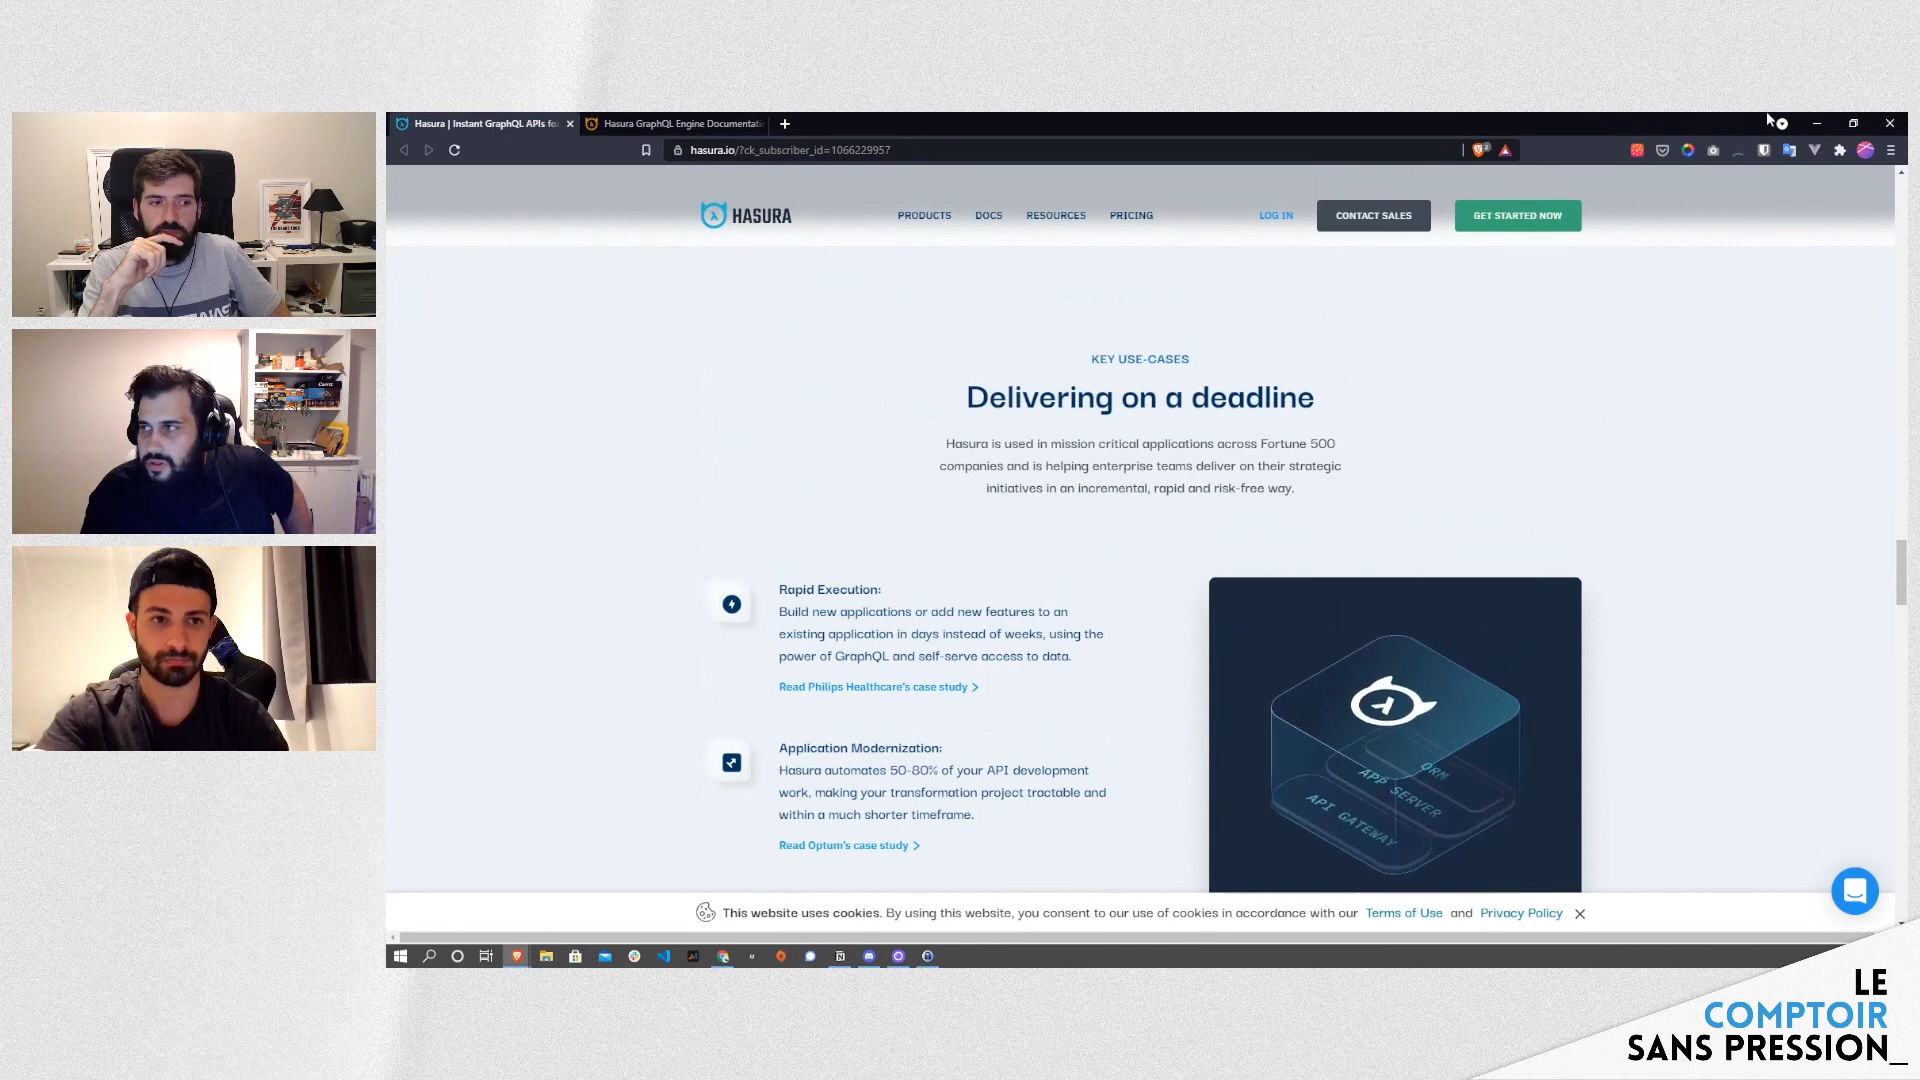 Hasura | Instant GraphQL APIs fo
Hasura GraphQL Engine Documentati
hasura.io/?ck_subscriber_id=1066229957
HASURA
PRODUCTS
DOCS
RESOURCES
PRICING
LOG IN
CONTACT SALES
GET STARTED NOW
KEY USE-CASES
Delivering on a deadline
Hasura is used in mission critical applications across Fortune 500
companies and is helping enterprise teams deliver on their strategic
initiatives in an incremental, rapid and risk-free way.
Rapid Execution:
Build new applications or add new features to an
existing application in days instead of weeks, using the
power of GraphQL and self-serve access to data.
Read Philips Healthcare's case study
Application Modernization:
Hasura automates 50-80% of your API development
work, making your transformation project tractable and
within a much shorter timeframe.
Read Optum's case study
ORM
APP SERVER
API GATEWAY
This website uses cookies. By using this website, you consent to our use of cookies in accordance with our Terms of Use and Privacy Policy
LE
COMPTOIR
SANS PRESSION_